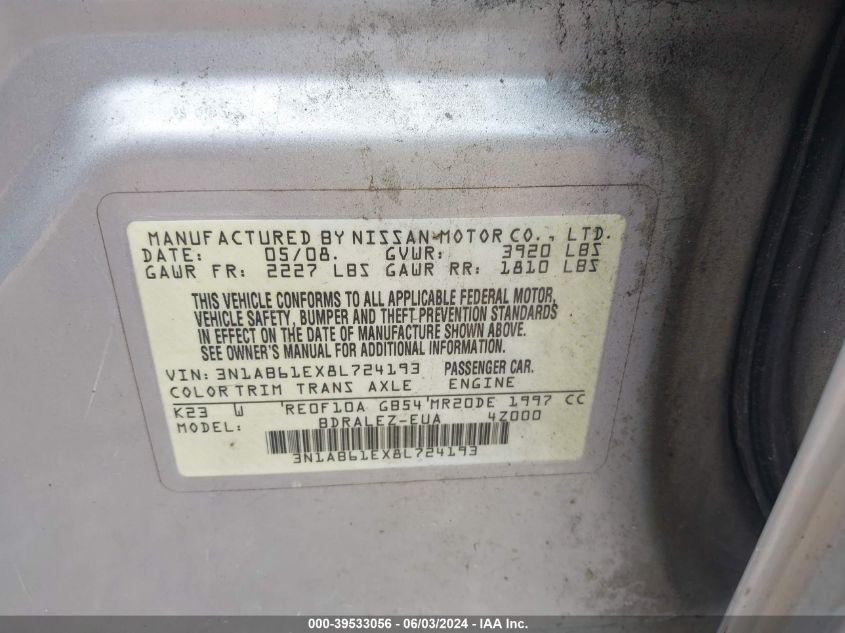 MANUFACTURED BY NISSAN MOTOR CO., LTD.
DATE: 05/08. GVWR: 3920 LBS
GAWR FR: 2227 LBS GAWR RR: 1810 LBS
THIS VEHICLE CONFORMS TO ALL APPLICABLE FEDERAL MOTOR
VEHICLE SAFETY, BUMPER AND THEFT PREVENTION STANDARDS
IN EFFECT ON THE DATE OF MANUFACTURE SHOWN ABOVE.
SEE OWNER'S MANUAL FOR ADDITIONAL INFORMATION.
VIN: 3N1AB61EX8L724193 PASSENGER CAR.
COLOR TRIM TRANS AXLE ENGINE
K23 W RE0F10A GB54 MR20DE 1997 CC
MODEL: BDRALEZ-EUA 4Z000
3N1AB61EX8L724193
000-39533056 - 06/03/2024 - IAA Inc.